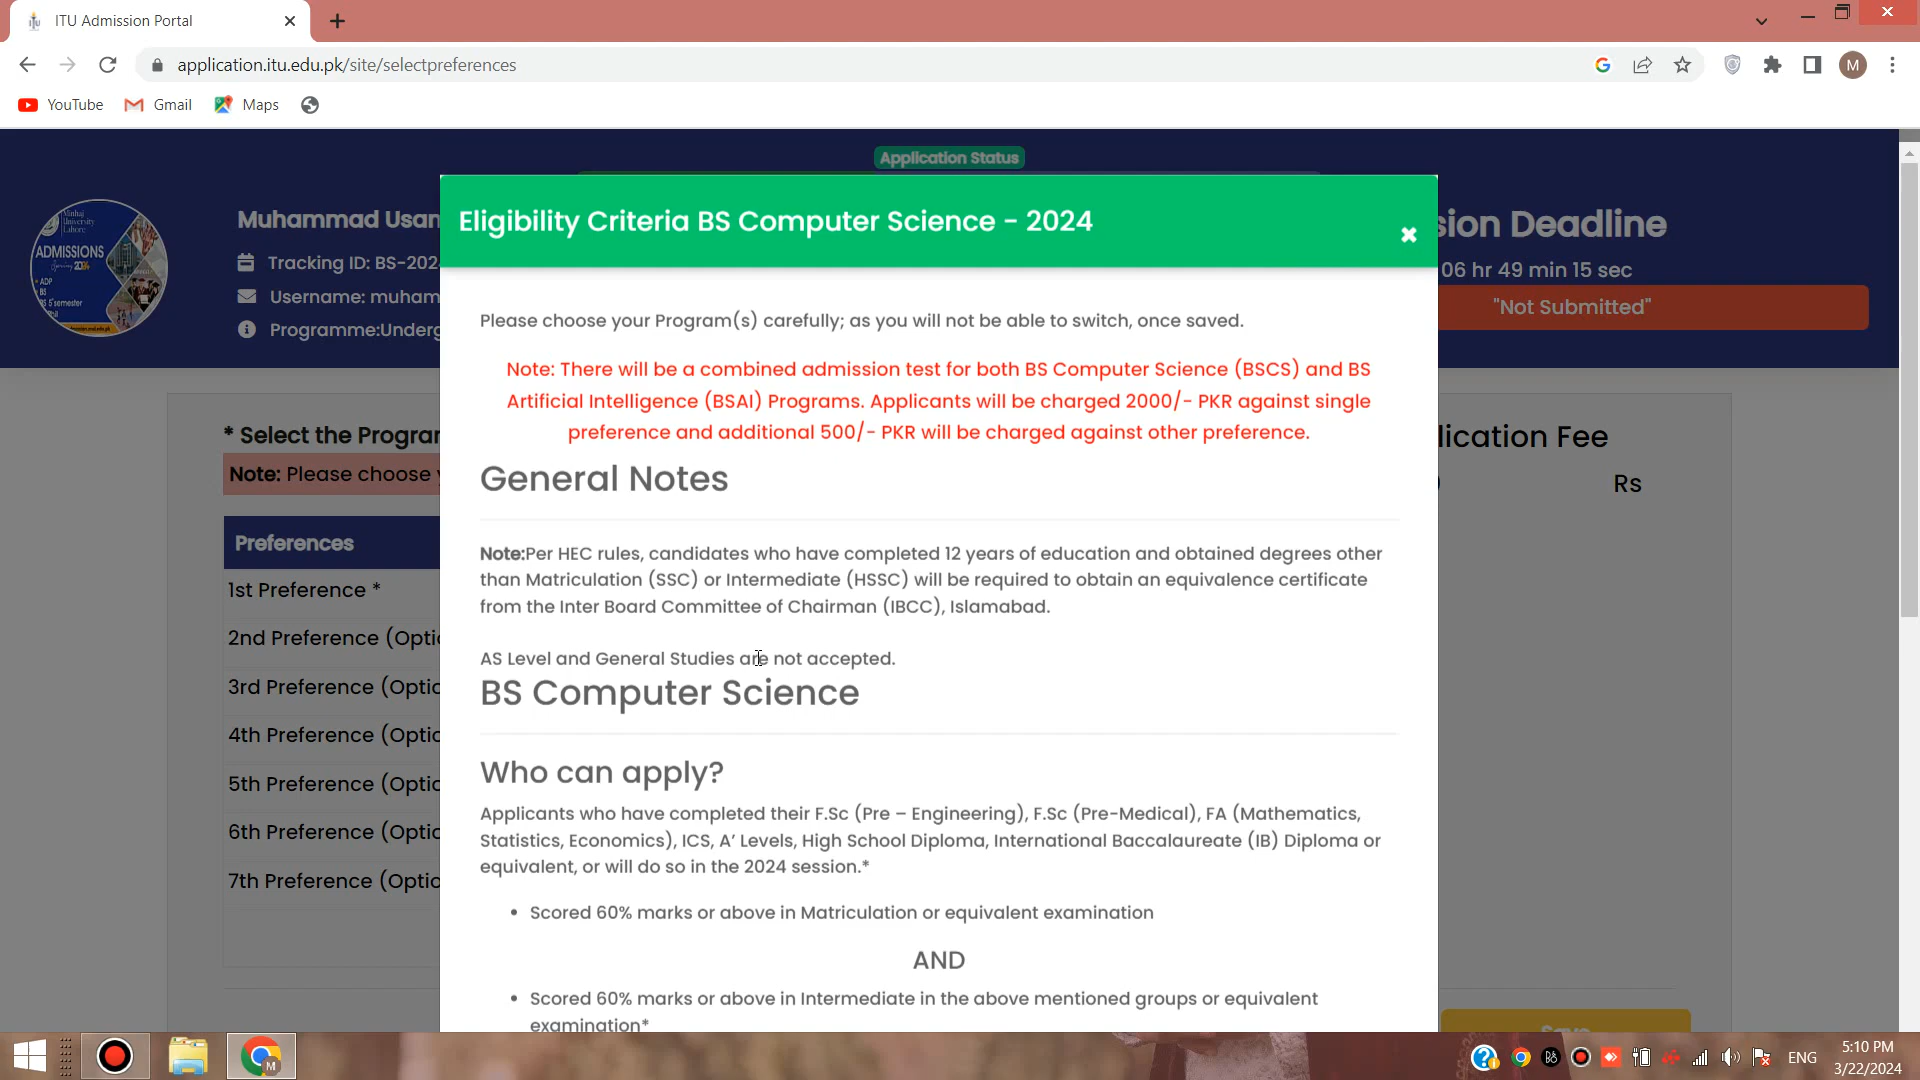 ITU Admission Portal
application.itu.edu.pk/site/selectpreferences
M
YouTube
Gmail
Maps
Application Status
Minhaj
University
Lahore
ADMISSIONS
ADP
BS
Muhammad Usan
Tracking ID: BS-202
Username: muham
Programme:Underg
sion Deadline
06 hr 49 min 15 sec
"Not Submitted"
Eligibility Criteria BS Computer Science - 2024
Please choose your Program(s) carefully; as you will not be able to switch, once saved.
Note: There will be a combined admission test for both BS Computer Science (BSCS) and BS
Artificial Intelligence (BSAI) Programs. Applicants will be charged 2000/- PKR against single
preference and additional 500/- PKR will be charged against other preference.
General Notes
Note:Per HEC rules, candidates who have completed 12 years of education and obtained degrees other
than Matriculation (SSC) or Intermediate (HSSC) will be required to obtain an equivalence certificate
from the Inter Board Committee of Chairman (IBCC), Islamabad.
AS Level and General Studies are not accepted.
BS Computer Science
Who can apply?
Applicants who have completed their F.Sc (Pre – Engineering), F.Sc (Pre-Medical), FA (Mathematics,
Statistics, Economics), ICS, A’ Levels, High School Diploma, International Baccalaureate (IB) Diploma or
equivalent, or will do so in the 2024 session.*
• Scored 60% marks or above in Matriculation or equivalent examination
AND
• Scored 60% marks or above in Intermediate in the above mentioned groups or equivalent
examination*
* Select the Program
Note: Please choose y
Preferences
1st Preference *
2nd Preference (Optic
3rd Preference (Optic
4th Preference (Optic
5th Preference (Optic
6th Preference (Optic
7th Preference (Optic
lication Fee
Rs
Save
M
ENG
5:10 PM
3/22/2024